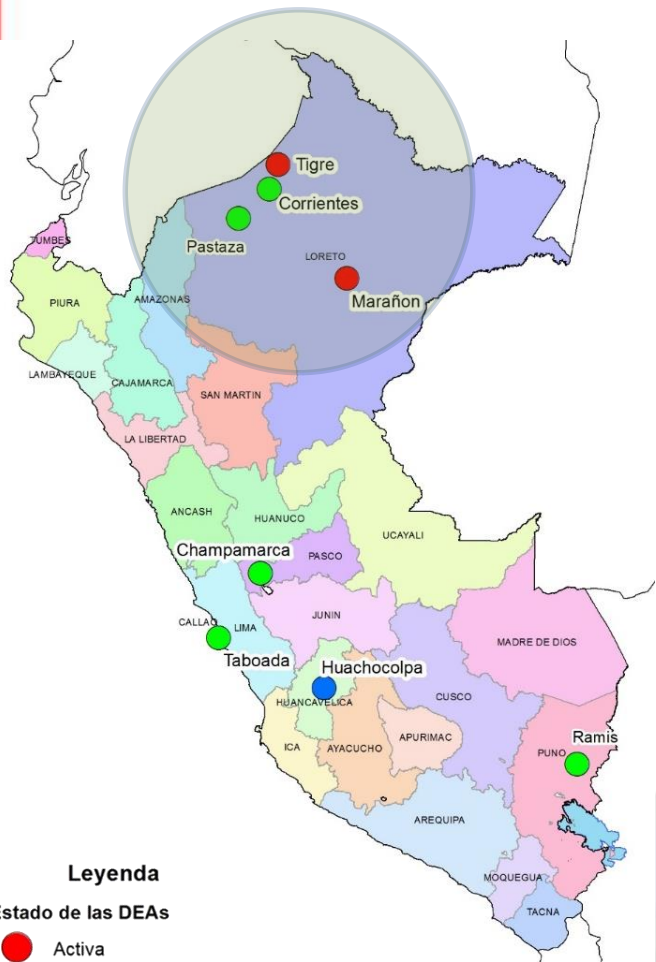 Tigre
Corrientes
Pastaza
LORETO
Marañon
TUMBES
AMAZONAS
PIURA
LAMBAYEQUE
CAJAMARCA
SAN MARTIN
LA LIBERTAD
ANCASH
HUANUCO
UCAYALI
Champamarca
PASCO
JUNIN
CALLAO
LIMA
MADRE DE DIOS
Taboada
Huachocolpa
HUANCAVELICA
CUSCO
ICA
AYACUCHO
APURIMAC
Ramis
PUNO
AREQUIPA
MOQUEGUA
TACNA
Leyenda
Estado de las DEAs
Activa